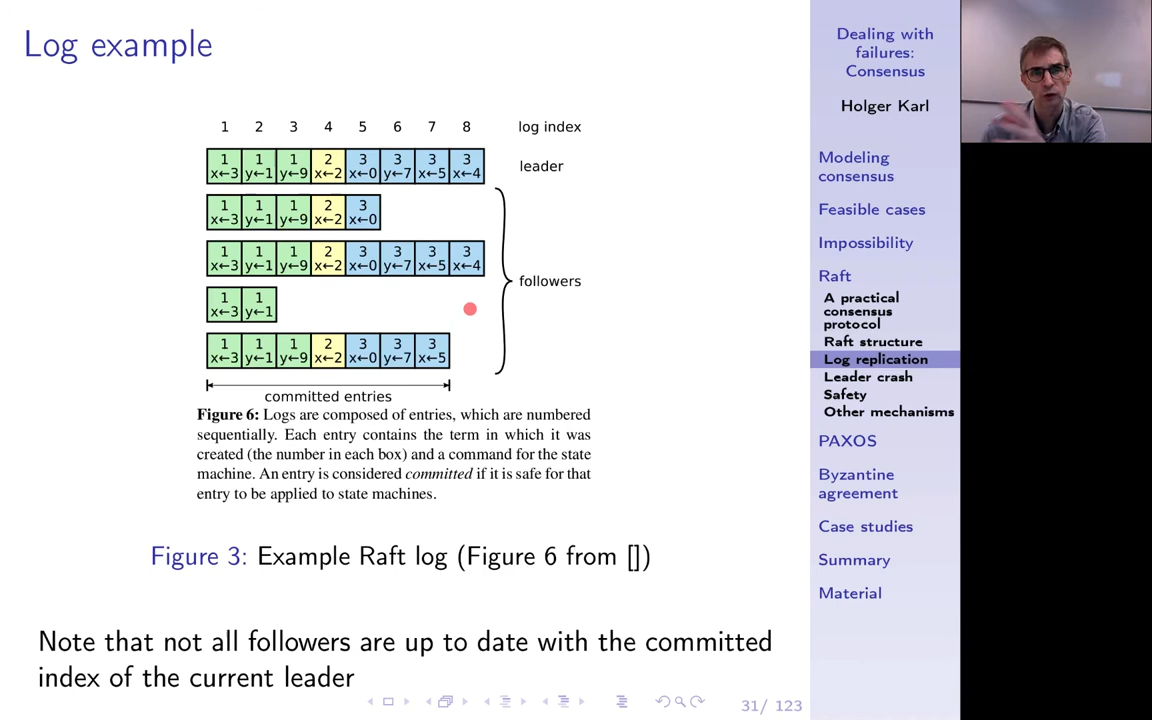 Log example
1 2 3 4 5 6 7 8 log index
1 1 1 2 3 3 3 3
x←3 y←1 y←9 x←2 x←0 y←7 x←5 x←4
leader
1 1 1 2 3
x←3 y←1 y←9 x←2 x←0
1 1 1 2 3 3 3 3
x←3 y←1 y←9 x←2 x←0 y←7 x←5 x←4
followers
1 1
x←3 y←1
1 1 1 2 3 3 3
x←3 y←1 y←9 x←2 x←0 y←7 x←5
committed entries
Figure 6: Logs are composed of entries, which are numbered
sequentially. Each entry contains the term in which it was
created (the number in each box) and a command for the state
machine. An entry is considered committed if it is safe for that
entry to be applied to state machines.
Figure 3: Example Raft log (Figure 6 from [])
Note that not all followers are up to date with the committed
index of the current leader
31/ 123
Dealing with
failures:
Consensus
Holger Karl
Modeling
consensus
Feasible cases
Impossibility
Raft
A practical
consensus
protocol
Raft structure
Log replication
Leader crash
Safety
Other mechanisms
PAXOS
Byzantine
agreement
Case studies
Summary
Material